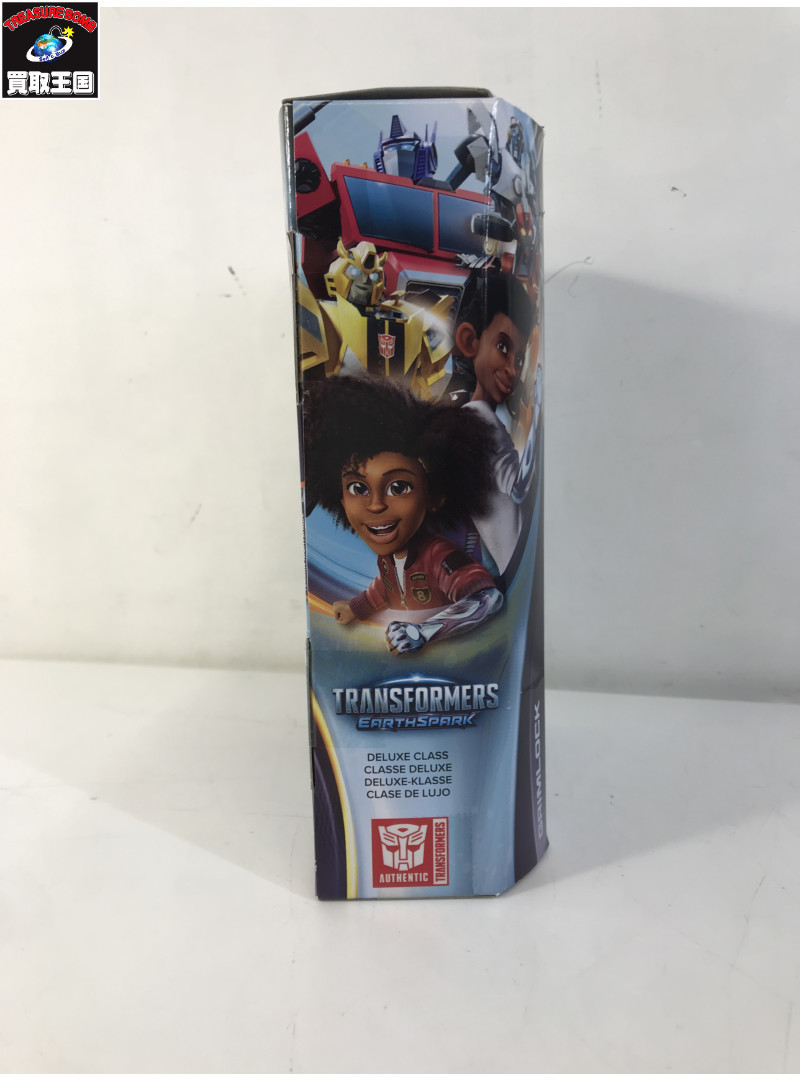 TREASURE BOMB
買取王国
TRANSFORMERS
EARTHSPARK
DELUXE CLASS
CLASSE DELUXE
DELUXE-KLASSE
CLASE DE LUJO
AUTHENTIC
TRANSFORMERS
GRIMLOCK
8